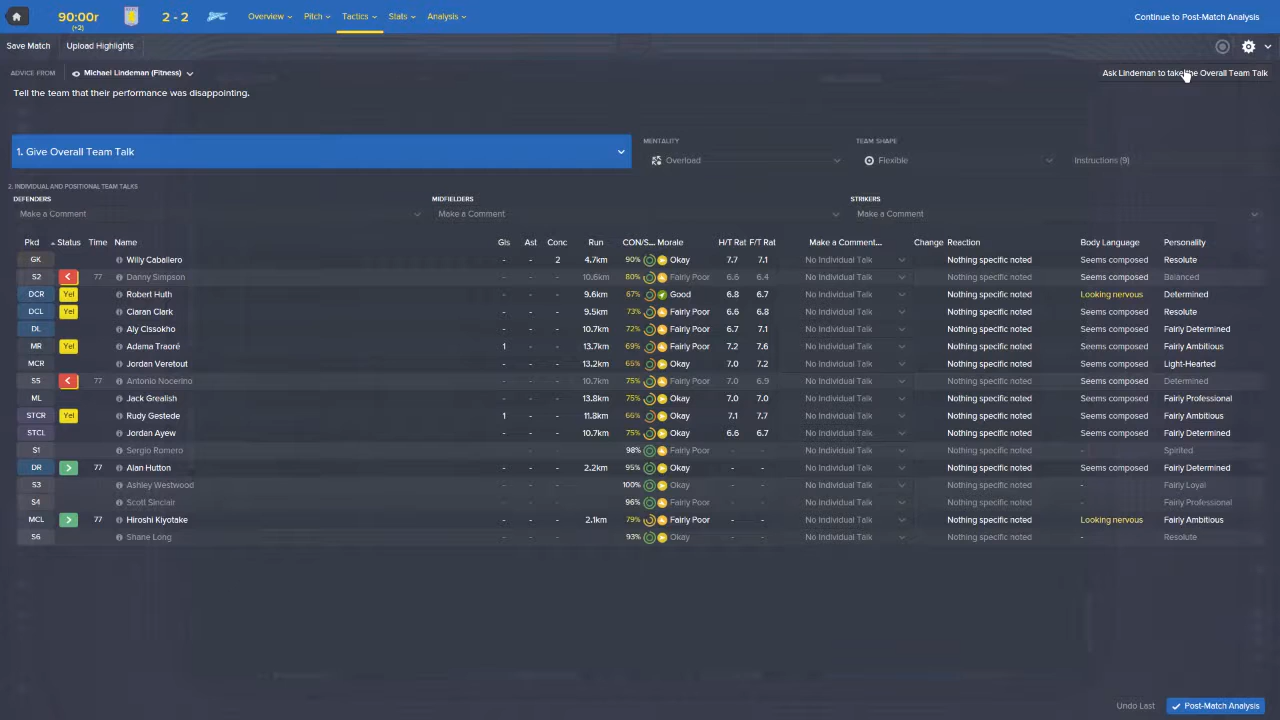 90:00r (+2) 2 - 2 Overview Pitch Tactics Stats Analysis Continue to Post-Match Analysis
Save Match Upload Highlights
ADVICE FROM Michael Lindeman (Fitness) Ask Lindeman to take the Overall Team Talk
Tell the team that their performance was disappointing.
1. Give Overall Team Talk
MENTALITY TEAM SHAPE
Overload Flexible Instructions (9)
2. INDIVIDUAL AND POSITIONAL TEAM TALKS
DEFENDERS MIDFIELDERS STRIKERS
Make a Comment Make a Comment Make a Comment
Pkd Status Time Name Gls Ast Conc Run CON/S... Morale H/T Rat F/T Rat Make a Comment... Change Reaction Body Language Personality
GK Willy Caballero - - 2 4.7km 90% Okay 7.7 7.1 No Individual Talk Nothing specific noted Seems composed Resolute
S2 77 Danny Simpson - - - 10.6km 80% Fairly Poor 6.6 6.4 No Individual Talk Nothing specific noted Seems composed Balanced
DCR Yel Robert Huth - - - 9.6km 67% Good 6.8 6.7 No Individual Talk Nothing specific noted Looking nervous Determined
DCL Yel Ciaran Clark - - - 9.5km 73% Fairly Poor 6.6 6.8 No Individual Talk Nothing specific noted Seems composed Resolute
DL Aly Cissokho - - - 10.7km 72% Fairly Poor 6.7 7.1 No Individual Talk Nothing specific noted Seems composed Fairly Determined
MR Yel Adama Traoré 1 - - 13.7km 69% Fairly Poor 7.2 7.6 No Individual Talk Nothing specific noted Seems composed Fairly Ambitious
MCR Jordan Veretout - - - 13.2km 65% Okay 7.0 7.2 No Individual Talk Nothing specific noted Seems composed Light-Hearted
S5 77 Antonio Nocerino - - - 10.7km 75% Fairly Poor 7.0 6.9 No Individual Talk Nothing specific noted Seems composed Determined
ML Jack Grealish - - - 13.8km 75% Okay 7.0 7.0 No Individual Talk Nothing specific noted Seems composed Fairly Professional
STCR Yel Rudy Gestede 1 - - 11.8km 66% Okay 7.1 7.7 No Individual Talk Nothing specific noted Seems composed Fairly Ambitious
STCL Jordan Ayew - - - 10.7km 75% Okay 6.6 6.7 No Individual Talk Nothing specific noted Seems composed Fairly Determined
S1 Sergio Romero - - - 98% Fairly Poor - - No Individual Talk Nothing specific noted - Spirited
DR 77 Alan Hutton - - - 2.2km 95% Okay - - No Individual Talk Nothing specific noted Seems composed Fairly Determined
S3 Ashley Westwood - - - 100% Okay - - No Individual Talk Nothing specific noted - Fairly Loyal
S4 Scott Sinclair - - - 96% Fairly Poor - - No Individual Talk Nothing specific noted - Fairly Professional
MCL 77 Hiroshi Kiyotake - - - 2.1km 79% Fairly Poor - - No Individual Talk Nothing specific noted Looking nervous Fairly Ambitious
S6 Shane Long - - - 93% Okay - - No Individual Talk Nothing specific noted - Resolute
Undo Last Post-Match Analysis